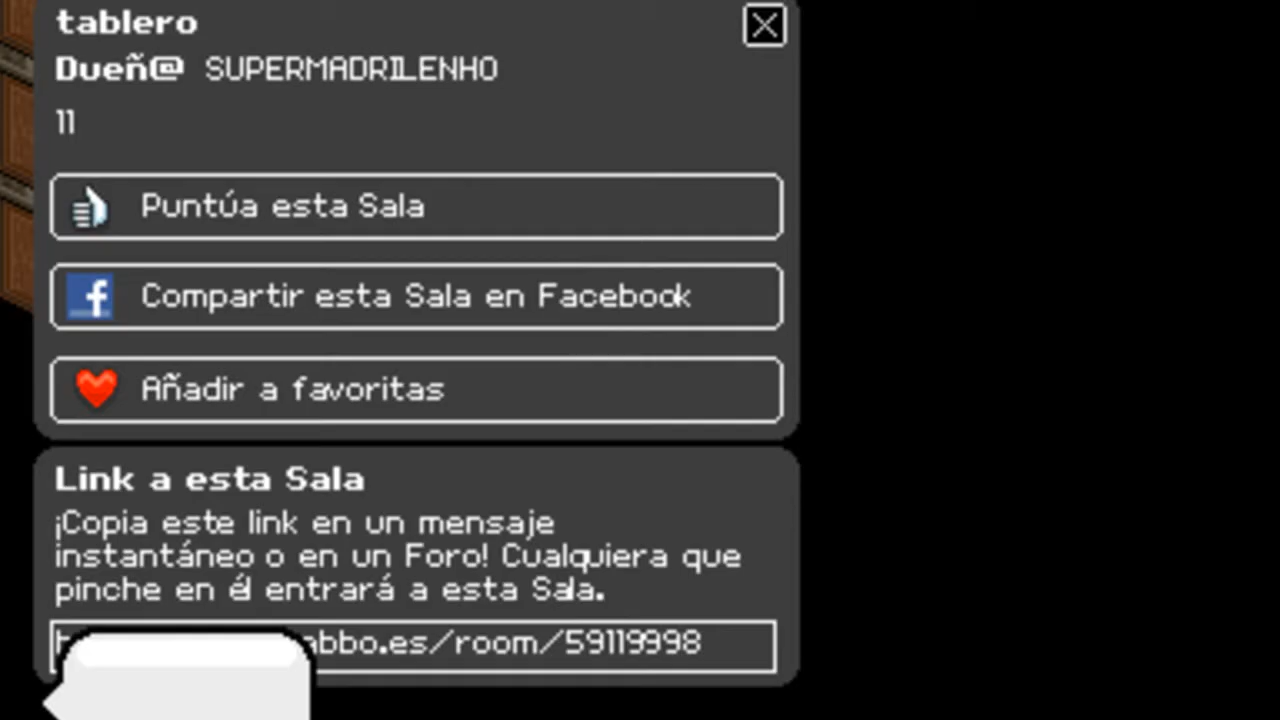 tablero
Dueñ@ SUPERMADRILENHO
11
Puntúa esta Sala
Compartir esta Sala en Facebook
Añadir a favoritas
Link a esta Sala
¡Copia este link en un mensaje
instantáneo o en un Foro! Cualquiera que
pinche en él entrará a esta Sala.
abbo.es/room/59119998